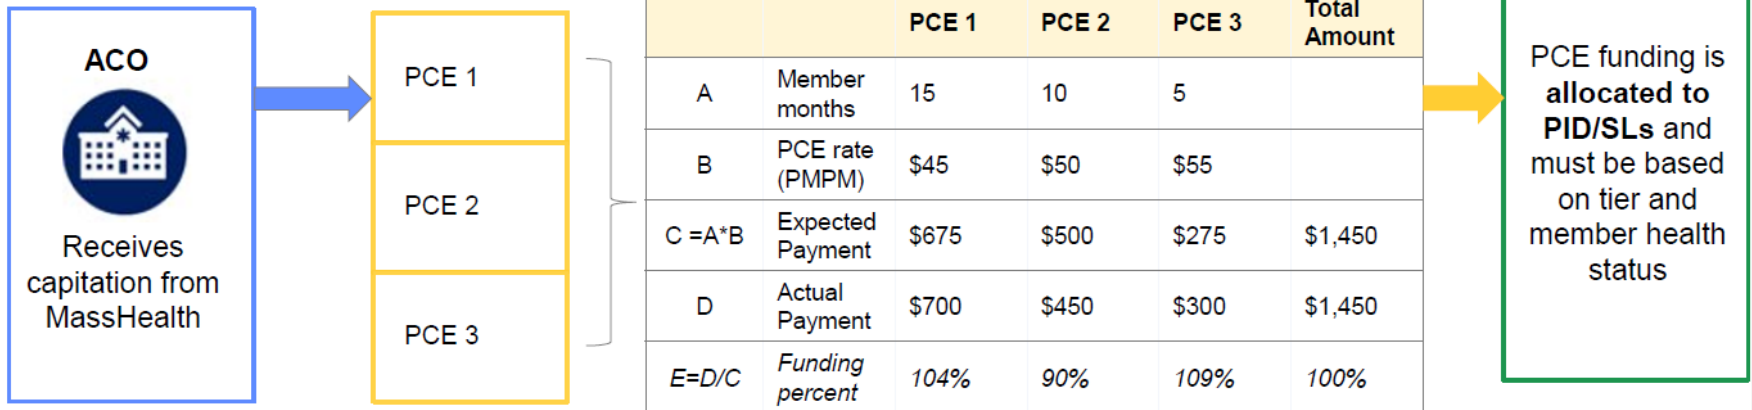 ACO
Receives
capitation from
MassHealth
PCE 1
PCE 2
PCE 3
PCE 1 PCE 2 PCE 3 Total
Amount
A Member
months 15 10 5
B PCE rate
(PMPM) $45 $50 $55
C =A*B Expected
Payment $675 $500 $275 $1,450
D Actual
Payment $700 $450 $300 $1,450
E=D/C Funding
percent 104% 90% 109% 100%
PCE funding is
allocated to
PID/SLs and
must be based
on tier and
member health
status